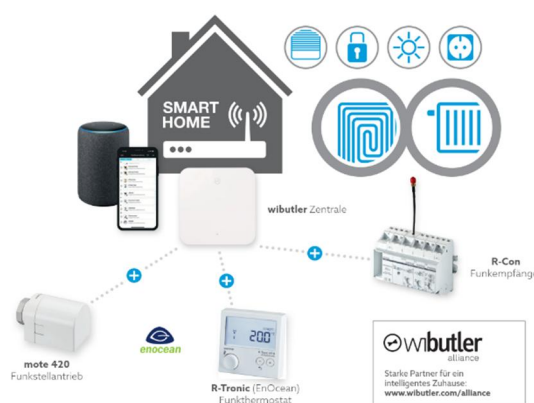 SMART
HOME
wibutler Zentrale
R-Con
Funkempfänge
mote 420
Funkstellantrieb
enocean
200
R-Tronic (EnOcean)
Funkthermostat
wibutler
alliance
Starke Partner für ein
intelligentes Zuhause:
www.wibutler.com/alliance